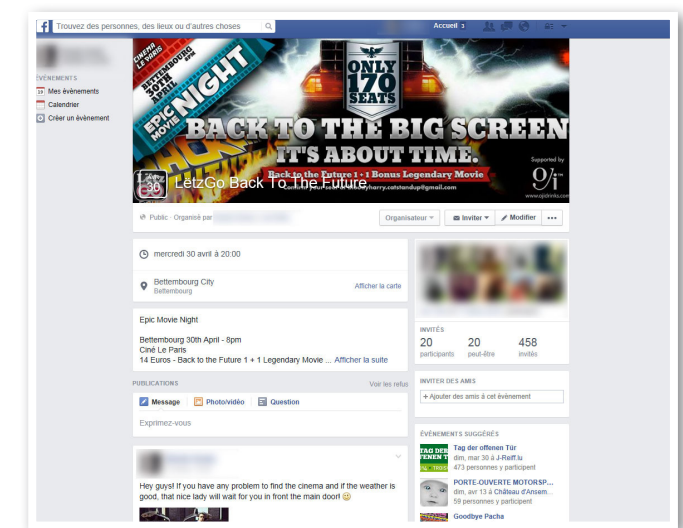 f Trouvez des personnes, des lieux ou d'autres choses
Accueil 3
ÉVÉNEMENTS
Mes événements
Calendrier
Créer un événement
CINEMA
LE PARIS
BETTEMBOURG
30TH
APRIL
8PM
EPIC
MOVIE
NIGHT
ONLY
170
SEATS
BACK TO THE BIG SCREEN
IT'S ABOUT TIME.
Back to the Future 1 + 1 Bonus Legendary Movie
Supported by
www.ojidrinks.com
30
LëtzGo Back To The Future
Public · Organisé par
Organisateur
Inviter
Modifier
mercredi 30 avril à 20:00
Bettembourg City
Bettembourg
Afficher la carte
Epic Movie Night
Bettembourg 30th April - 8pm
Ciné Le Paris
14 Euros - Back to the Future 1 + 1 Legendary Movie ... Afficher la suite
INVITÉS
20 20 458
participants peut-être invités
INVITER DES AMIS
+ Ajouter des amis à cet événement
PUBLICATIONS
Voir les refus
Message Photo/vidéo Question
Exprimez-vous
Hey guys! If you have any problem to find the cinema and if the weather is
good, that nice lady will wait for you in front the main door!
ÉVÉNEMENTS SUGGÉRÉS
TAG DER
Tag der offenen Tür
dim, mar 30 à J-Reiff.lu
473 personnes y participent
PORTE-OUVERTE MOTORSP...
dim, avr 13 à Château d'Ansem...
59 personnes y participent
Goodbye Pacha